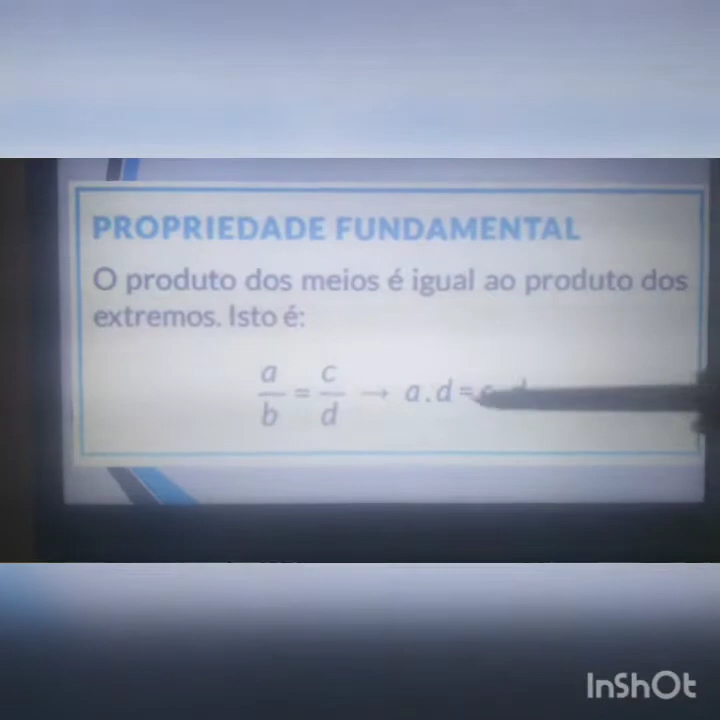 PROPRIEDADE FUNDAMENTAL
O produto dos meios é igual ao produto dos
extremos. Isto é:
a/b = c/d → a.d =
InShOt